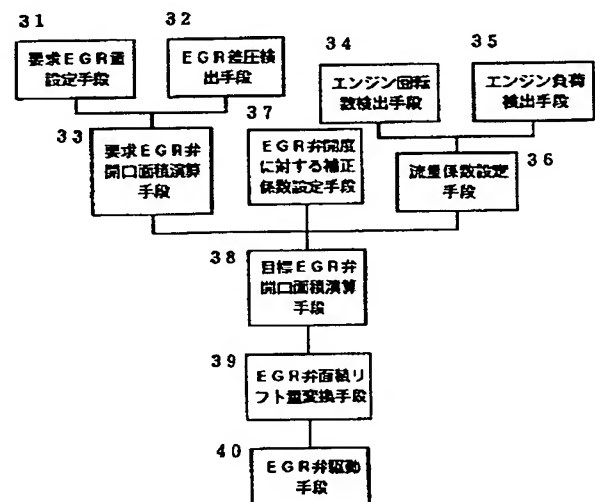 31
要求EGR量
設定手段
32
EGR差圧検
出手段
34
エンジン回転
数検出手段
35
エンジン負荷
検出手段
33
要求EGR弁
開口面積演算
手段
37
EGR弁開度
に対する補正
係数設定手段
36
流量係数設定
手段
38
目標EGR弁
開口面積演算
手段
39
EGR弁面積リ
フト量変換手段
40
EGR弁駆動
手段